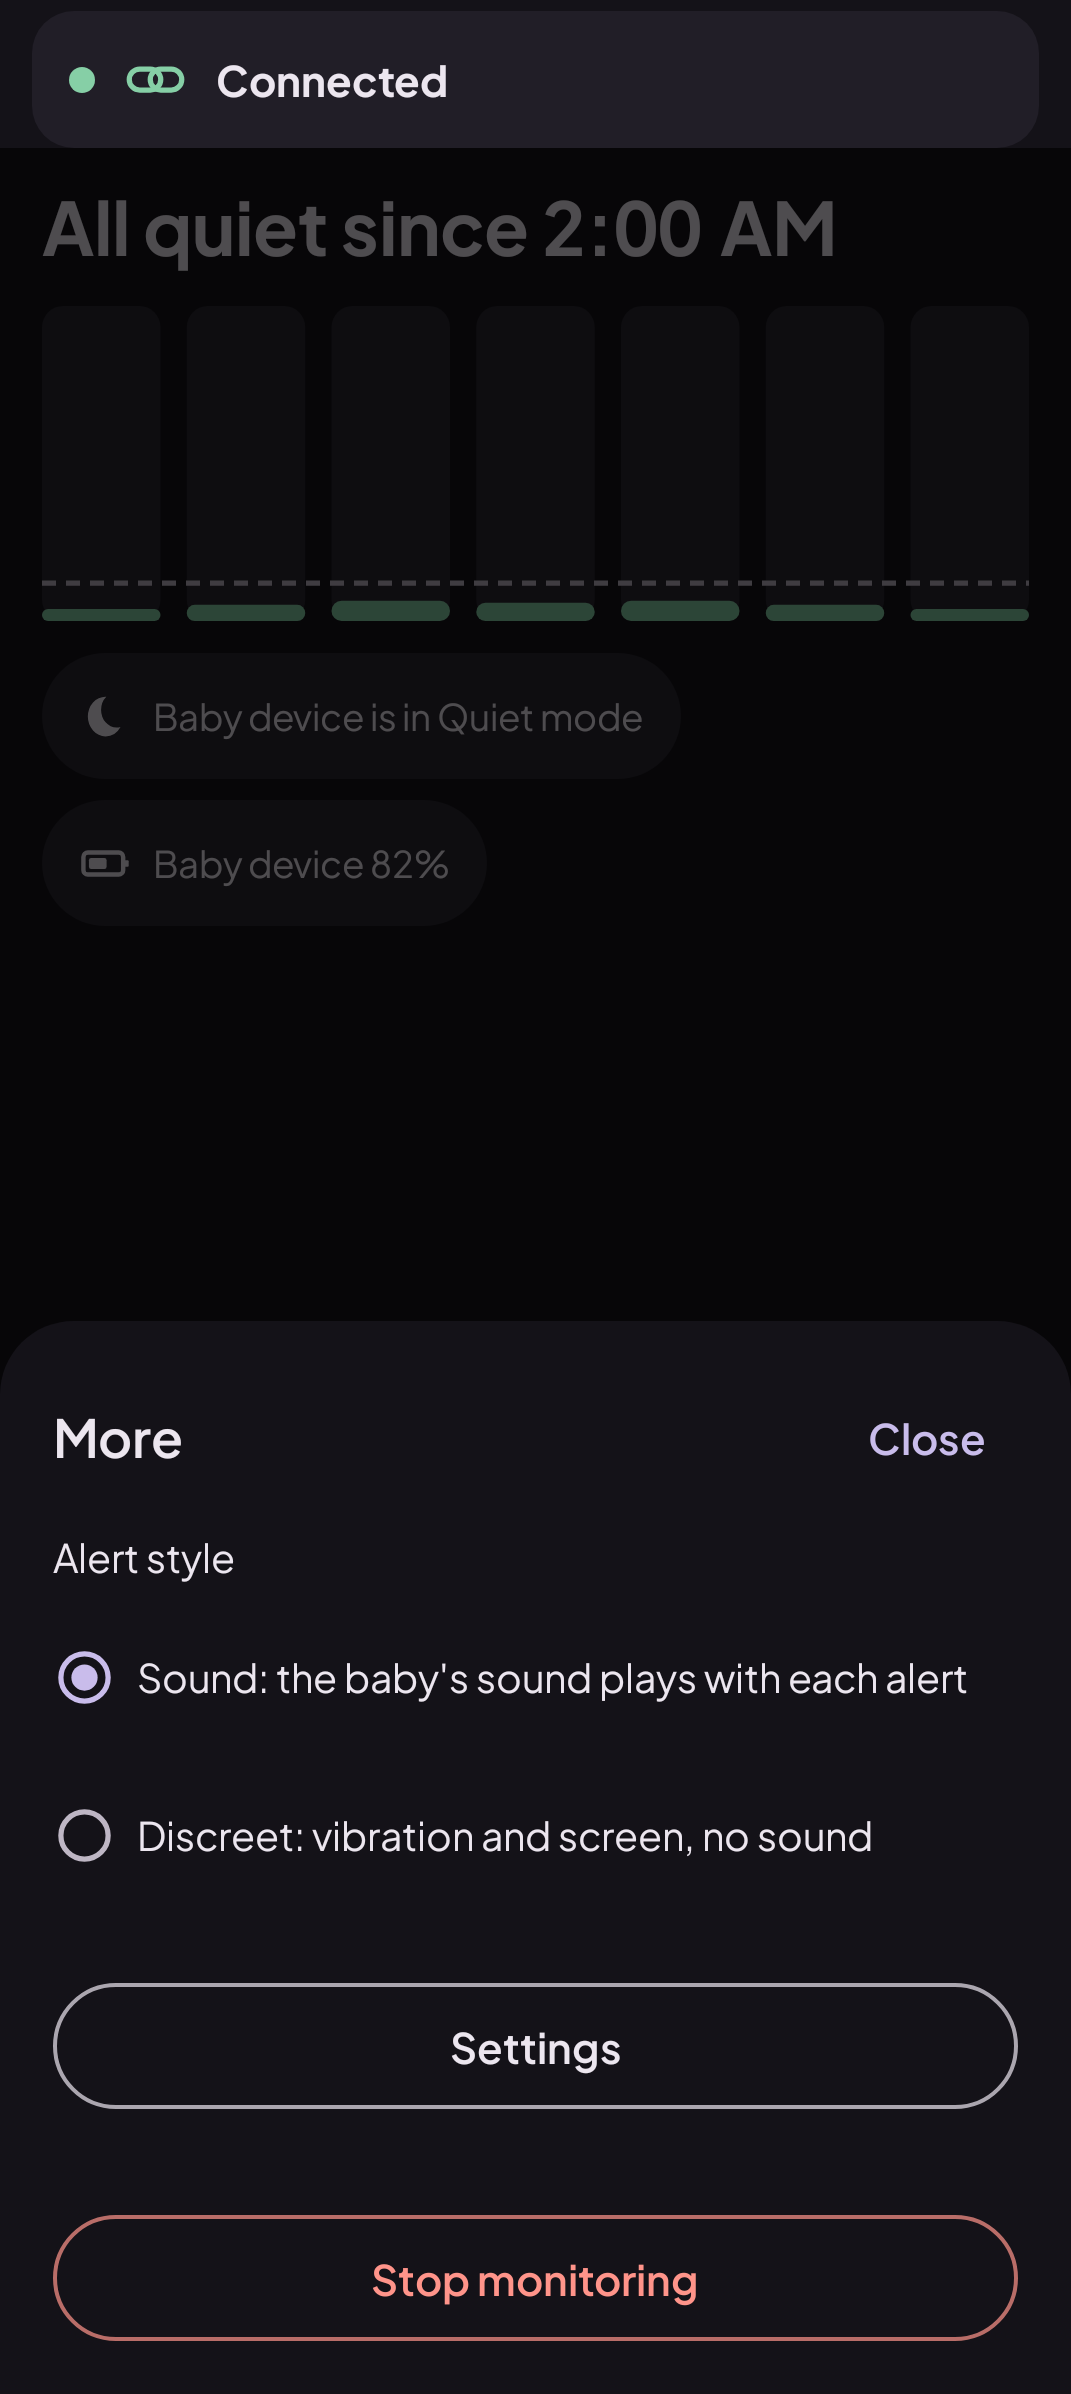 Connected
All quiet since 2:00 AM
Baby device is in Quiet mode
Baby device 82%
More
Close
Alert style
Sound: the baby's sound plays with each alert
Discreet: vibration and screen, no sound
Settings
Stop monitoring